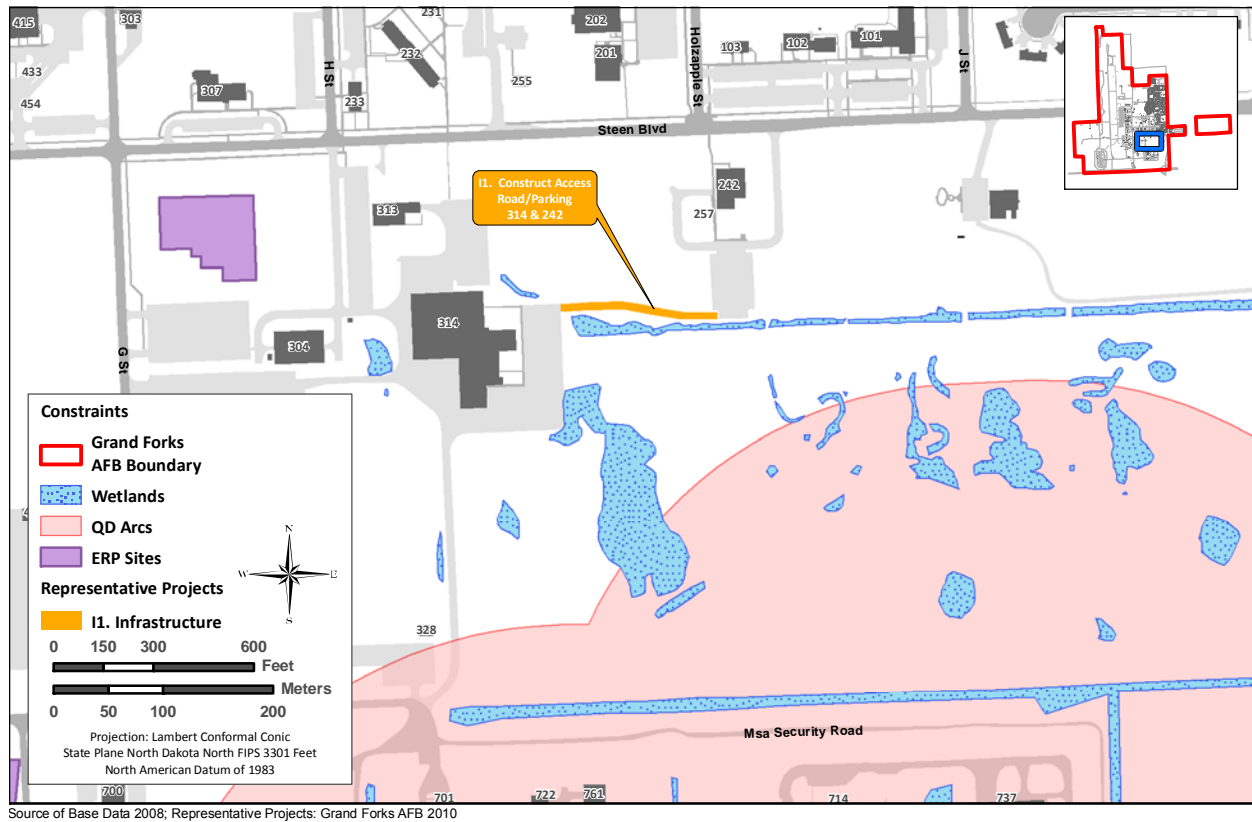 415
303
231
232
202
201
103
102
101
Holzapple St
J St
433
454
307
H St
233
255
Steen Blvd
I1. Construct Access
Road/Parking
314 & 242
242
257
313
314
304
G St
Constraints
Grand Forks
AFB Boundary
Wetlands
QD Arcs
ERP Sites
Representative Projects
I1. Infrastructure
N
W
E
S
0 150 300 600
Feet
Meters
0 50 100 200
Projection: Lambert Conformal Conic
State Plane North Dakota North FIPS 3301 Feet
North American Datum of 1983
328
Msa Security Road
700
701
722
761
714
737
Source of Base Data 2008; Representative Projects: Grand Forks AFB 2010